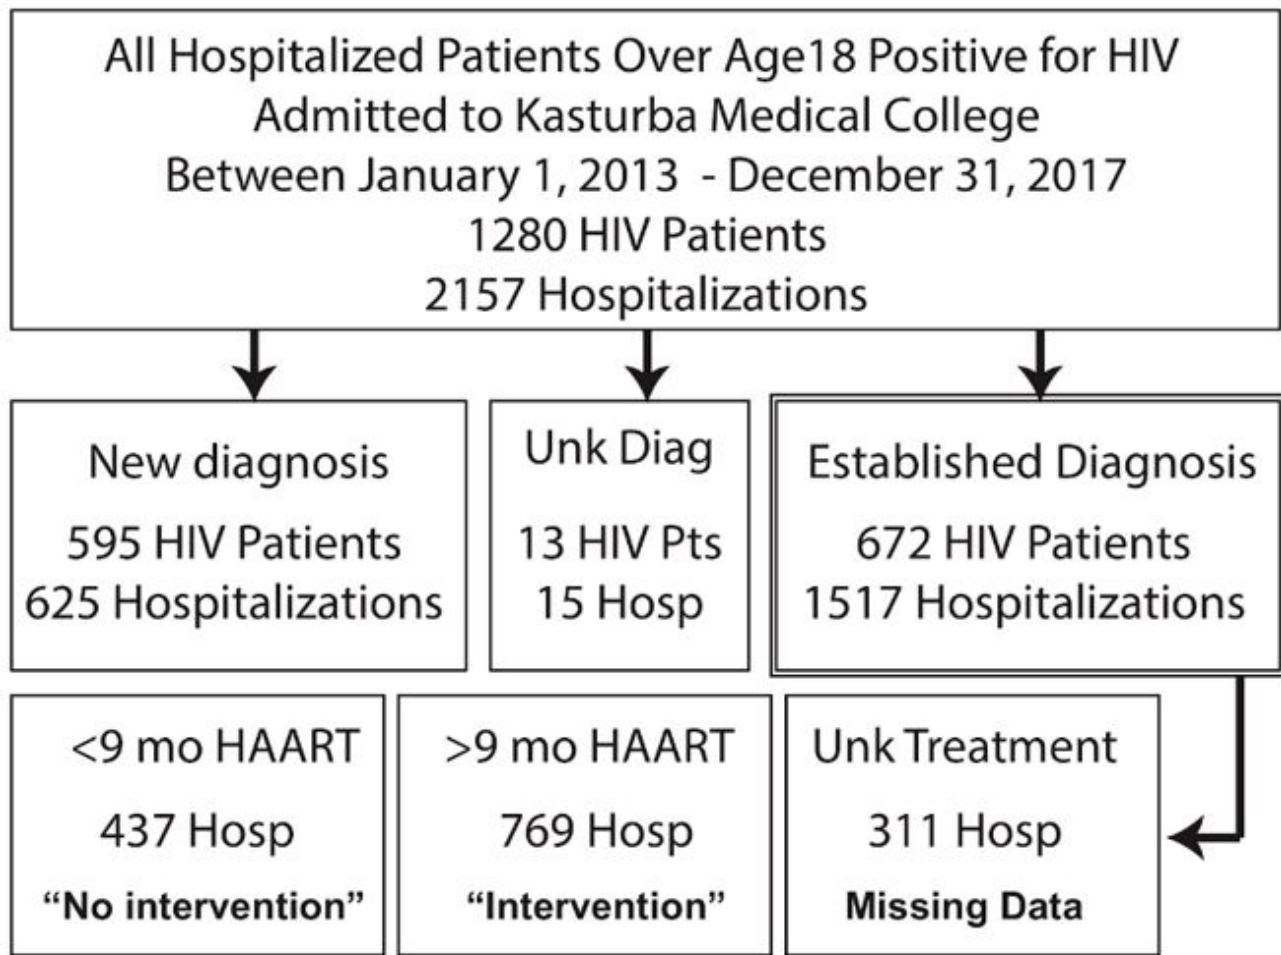 All Hospitalized Patients Over Age18 Positive for HIV
Admitted to Kasturba Medical College
Between January 1, 2013 - December 31, 2017
1280 HIV Patients
2157 Hospitalizations
New diagnosis
595 HIV Patients
625 Hospitalizations
Unk Diag
13 HIV Pts
15 Hosp
Established Diagnosis
672 HIV Patients
1517 Hospitalizations
<9 mo HAART
437 Hosp
“No intervention”
>9 mo HAART
769 Hosp
“Intervention”
Unk Treatment
311 Hosp
Missing Data